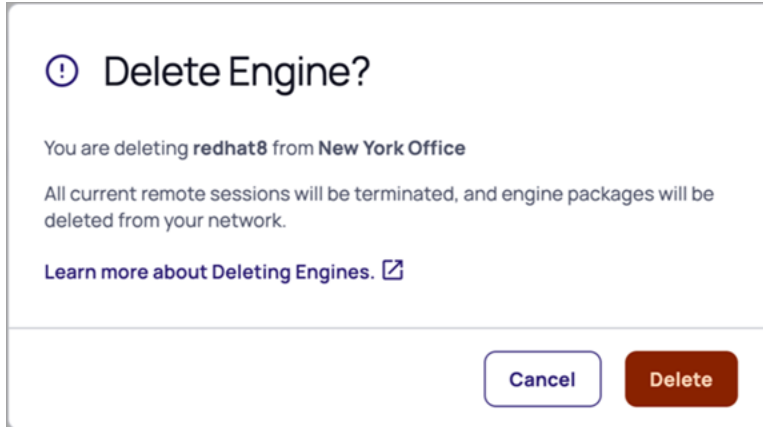 Delete Engine?
You are deleting redhat8 from New York Office
All current remote sessions will be terminated, and engine packages will be
deleted from your network.
Learn more about Deleting Engines.
Cancel
Delete